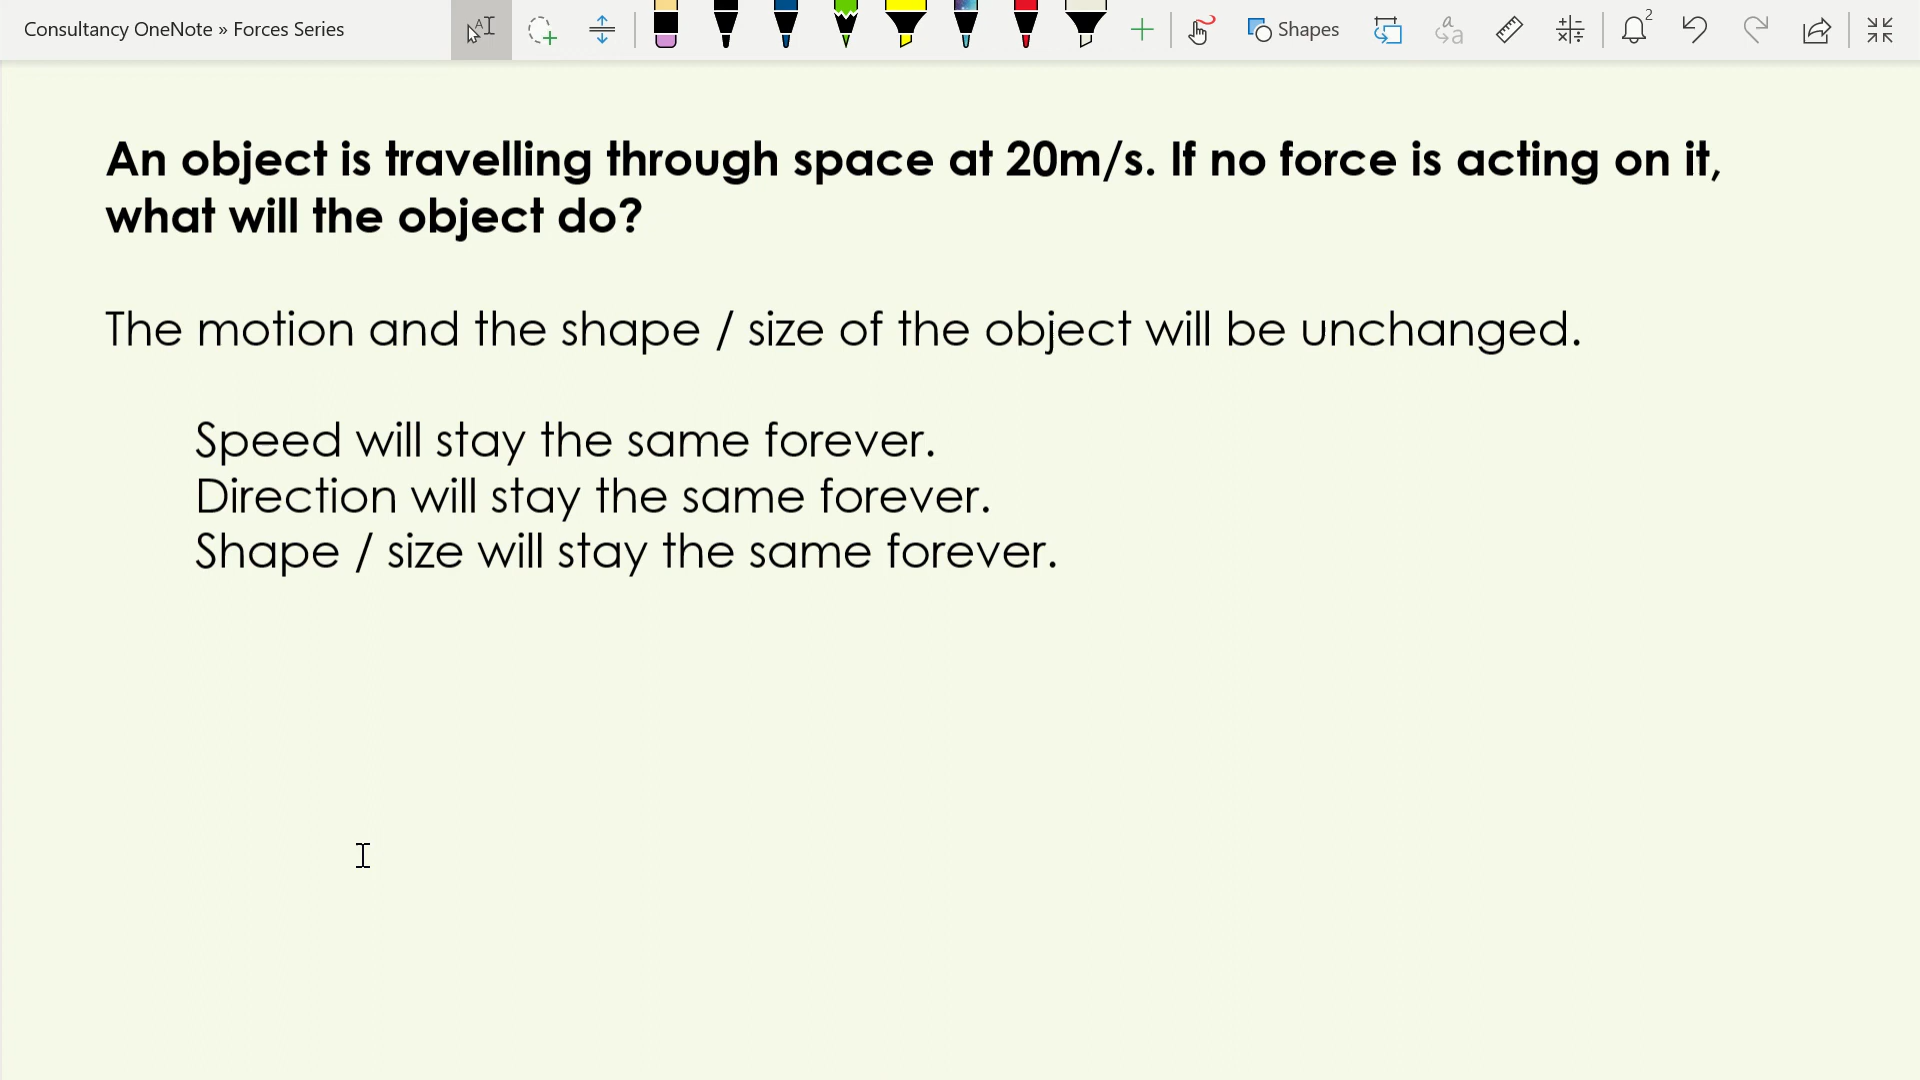 Consultancy OneNote » Forces Series
Shapes
2
An object is travelling through space at 20m/s. If no force is acting on it,
what will the object do?
The motion and the shape / size of the object will be unchanged.
Speed will stay the same forever.
Direction will stay the same forever.
Shape / size will stay the same forever.